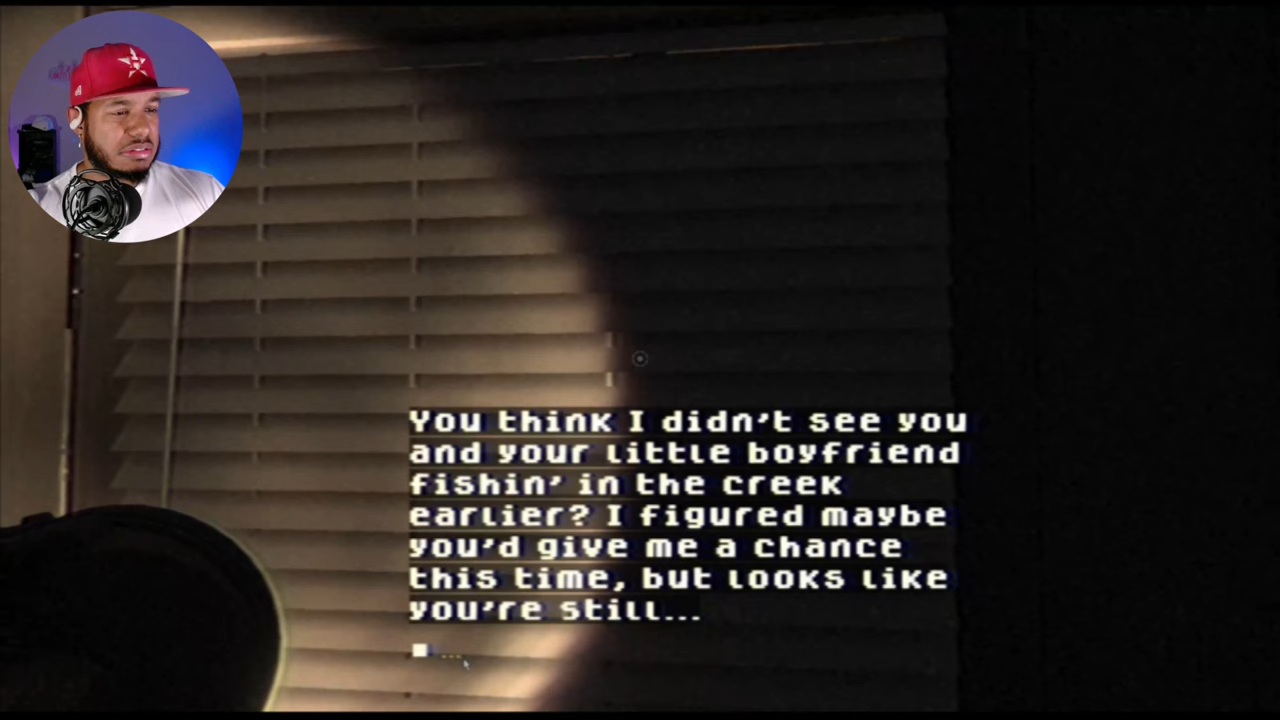 You think I didn't see you
and your little boyfriend
fishin' in the creek
earlier? I figured maybe
you'd give me a chance
this time, but looks like
you're still...
...